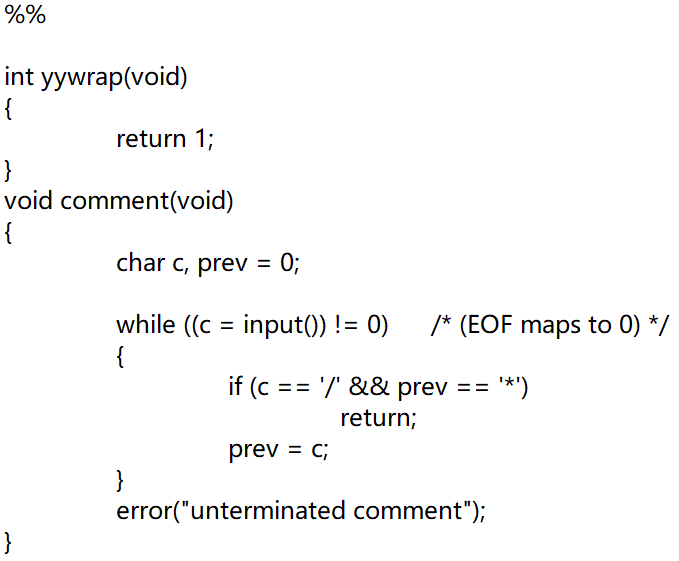 %%
int yywrap(void)
{
return 1;
}
void comment(void)
{
char c, prev = 0;
while ((c = input()) != 0) /* (EOF maps to 0) */
{
if (c == '/' && prev == '*')
return;
prev = c;
}
error("unterminated comment");
}